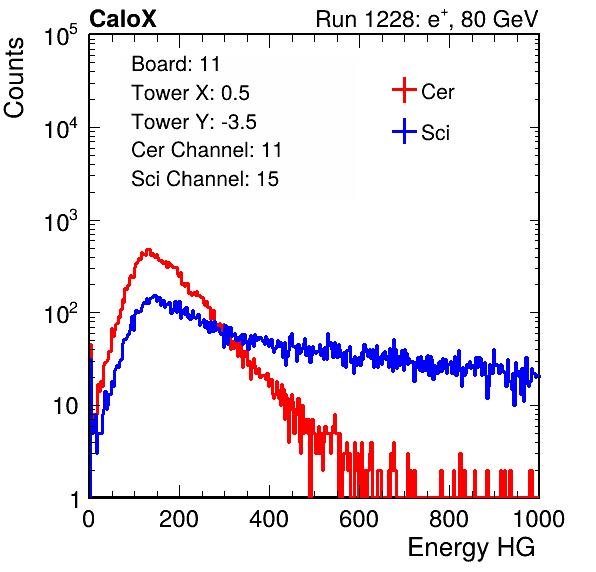 CaloX Run 1228: e⁺, 80 GeV
Counts
Board: 11
Tower X: 0.5
Tower Y: -3.5
Cer Channel: 11
Sci Channel: 15
Cer
Sci
10⁵
10⁴
10³
10²
10
1
0 200 400 600 800 1000
Energy HG